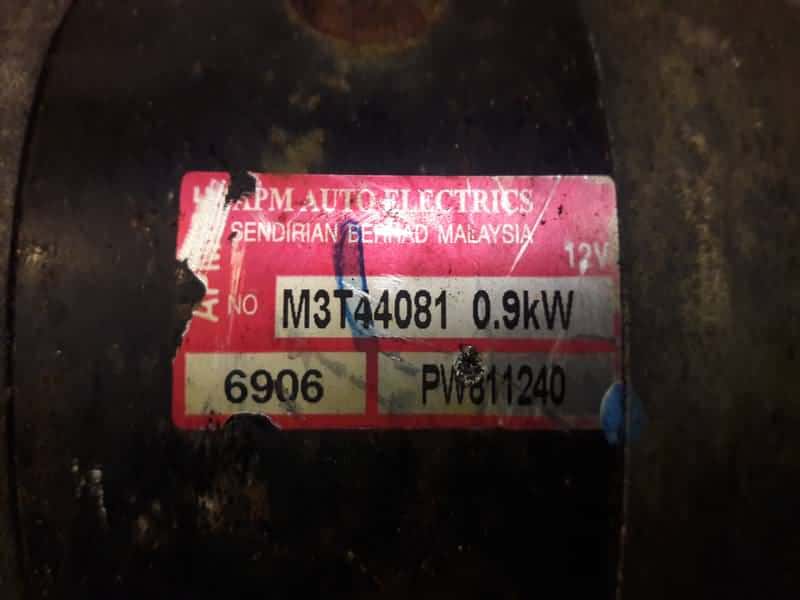 APM AUTO ELECTRICS
SENDIRIAN BERHAD MALAYSIA
12V
NO M3T44081 0.9kW
6906 PW811240